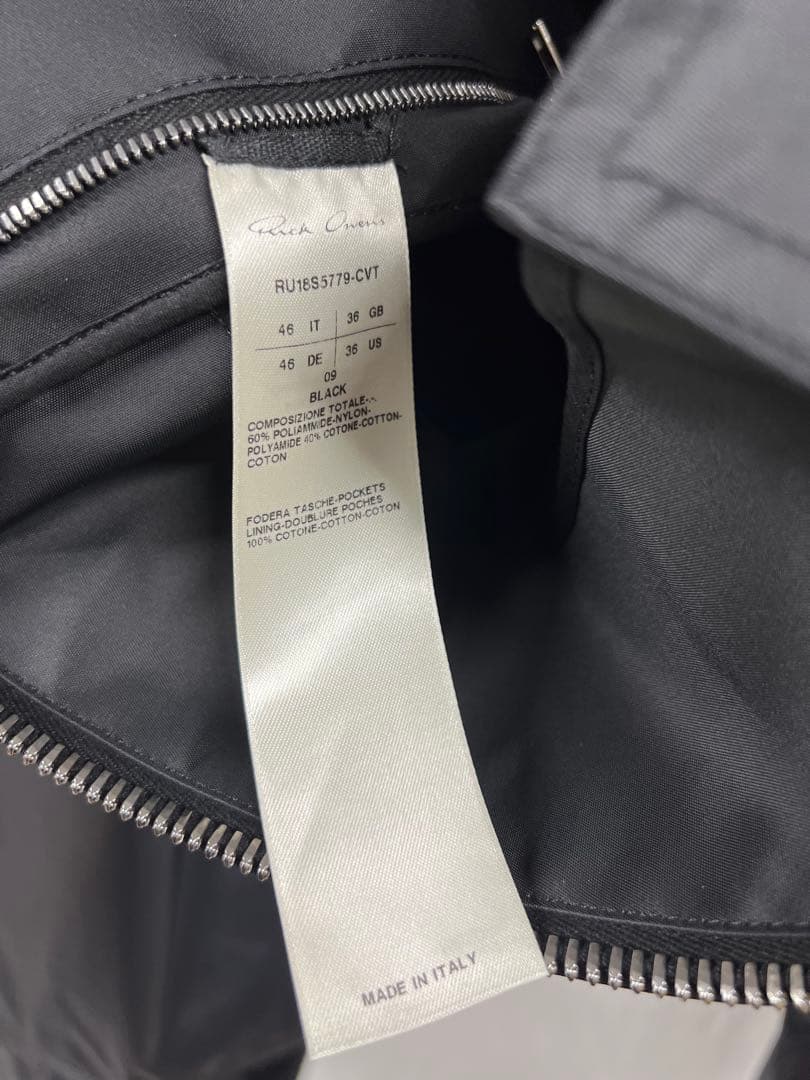 Rick Owens
RU18S5779-CVT
46 IT 36 GB
46 DE 36 US
09
BLACK
COMPOSIZIONE TOTALE-.-.
60% POLIAMMIDE-NYLON-
POLYAMIDE 40% COTONE-COTTON-
COTON
FODERA TASCHE-POCKETS
LINING-DOUBLURE POCHES
100% COTONE-COTTON-COTON
MADE IN ITALY